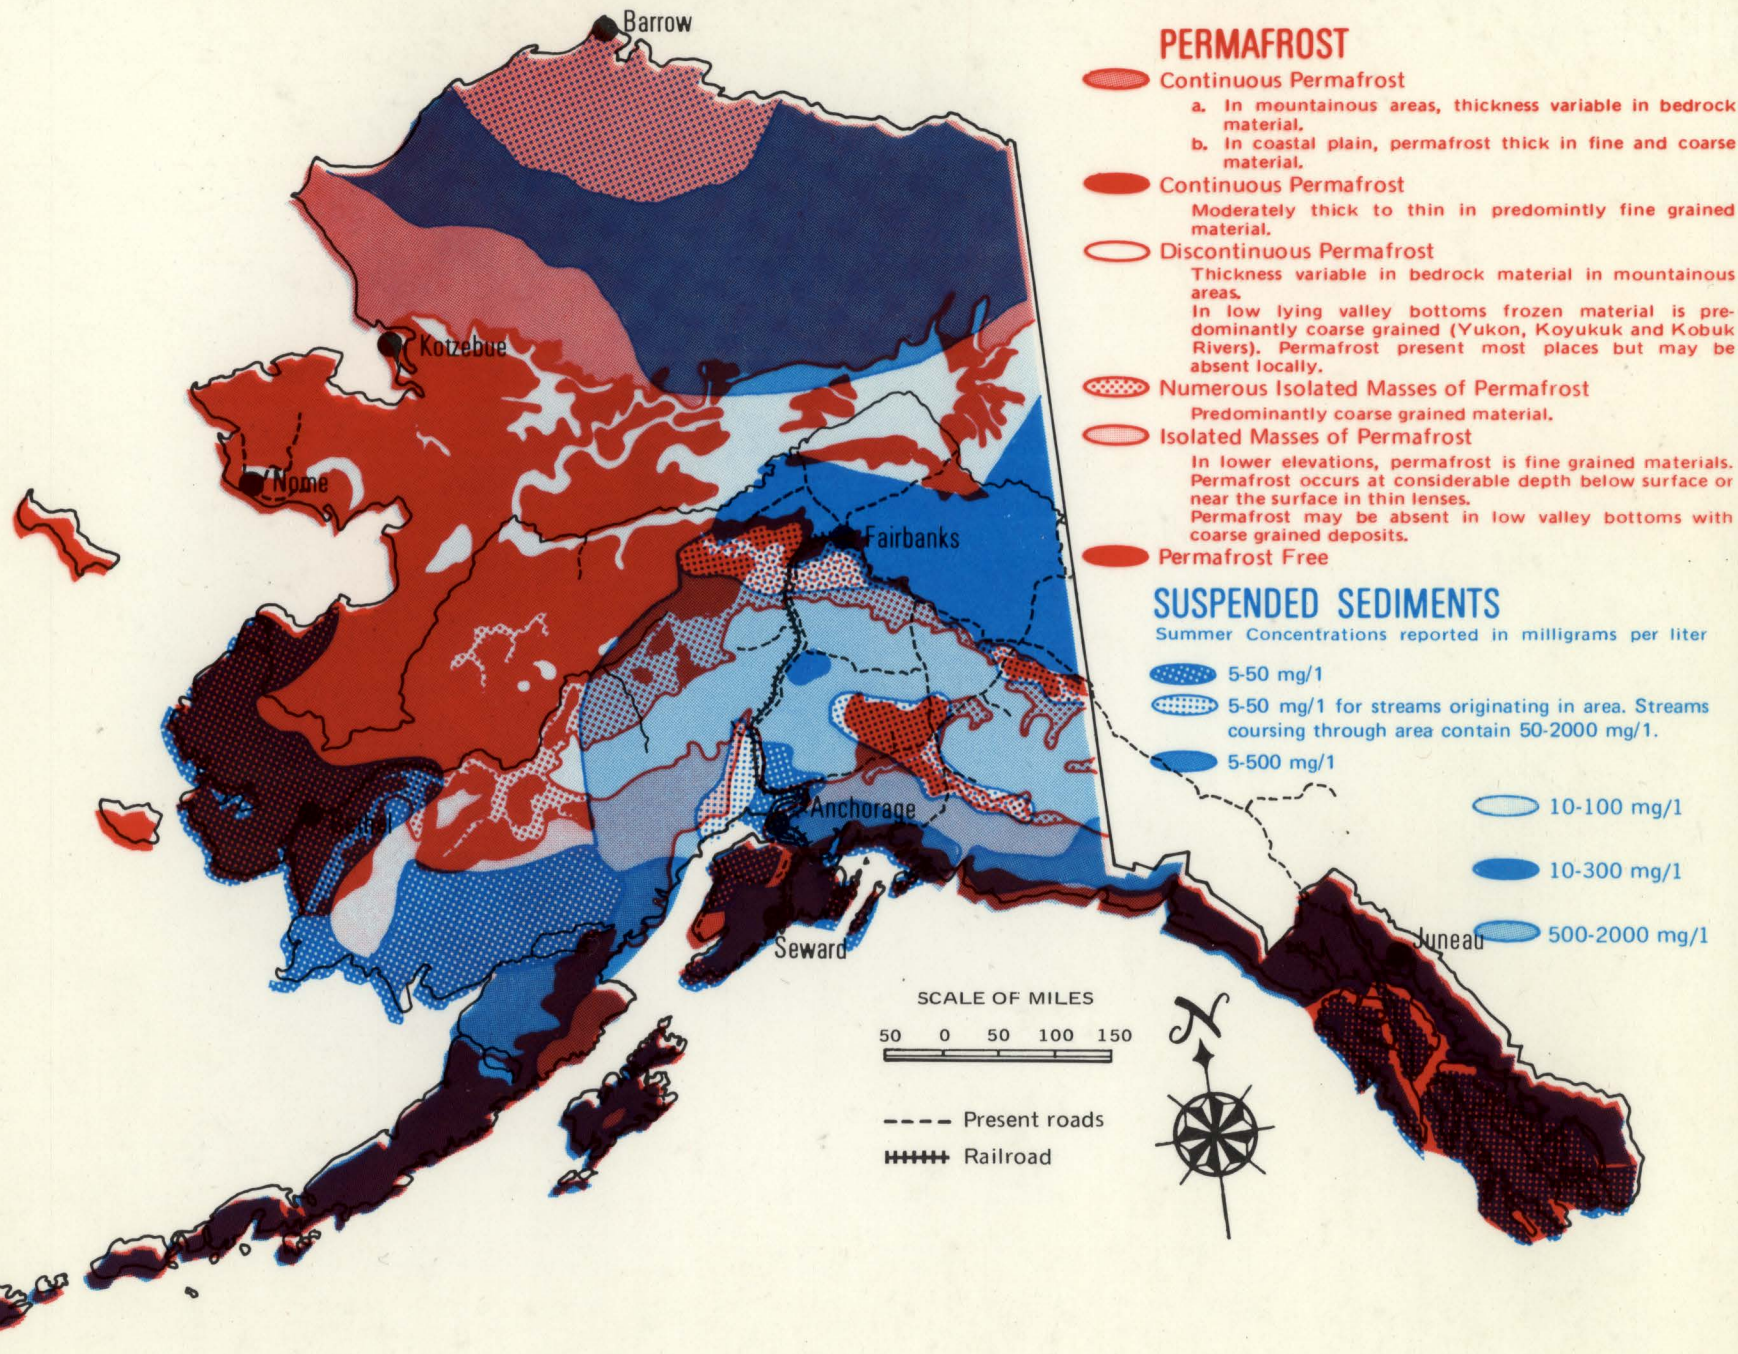 Barrow
Kotzebue
Nome
Fairbanks
Anchorage
Seward
Juneau
PERMAFROST
Continuous Permafrost
a. In mountainous areas, thickness variable in bedrock
material.
b. In coastal plain, permafrost thick in fine and coarse
material.
Continuous Permafrost
Moderately thick to thin in predomintly fine grained
material.
Discontinuous Permafrost
Thickness variable in bedrock material in mountainous
areas.
In low lying valley bottoms frozen material is pre-
dominantly coarse grained (Yukon, Koyukuk and Kobuk
Rivers). Permafrost present most places but may be
absent locally.
Numerous Isolated Masses of Permafrost
Predominantly coarse grained material.
Isolated Masses of Permafrost
In lower elevations, permafrost is fine grained materials.
Permafrost occurs at considerable depth below surface or
near the surface in thin lenses.
Permafrost may be absent in low valley bottoms with
coarse grained deposits.
Permafrost Free
SUSPENDED SEDIMENTS
Summer Concentrations reported in milligrams per liter
5-50 mg/1
5-50 mg/1 for streams originating in area. Streams
coursing through area contain 50-2000 mg/1.
5-500 mg/1
10-100 mg/l
10-300 mg/l
500-2000 mg/l
SCALE OF MILES
50 0 50 100 150
Present roads
Railroad
N